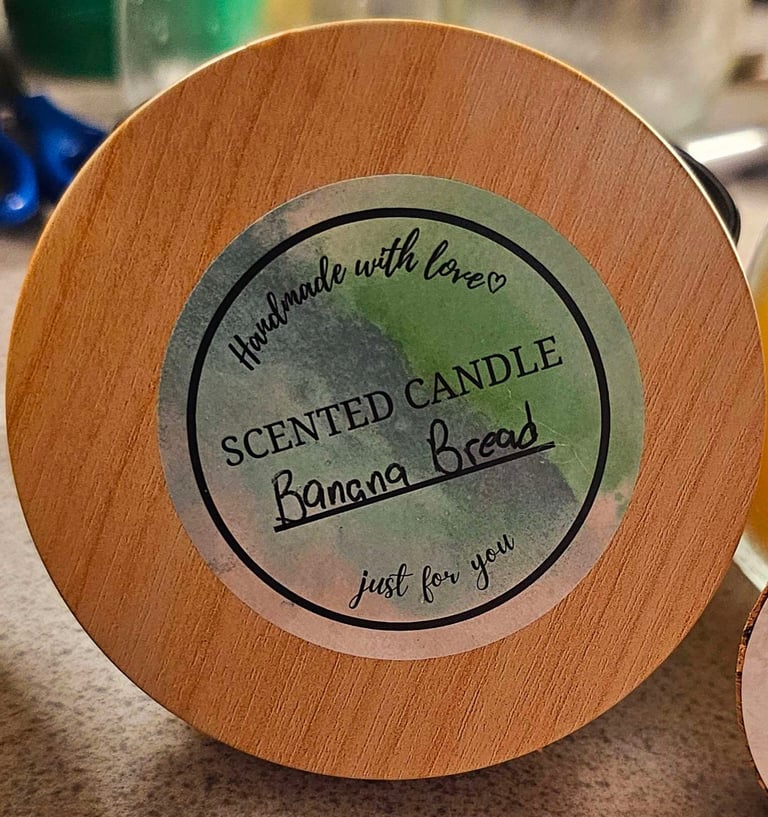 Handmade with love♡
SCENTED CANDLE
Banana Bread
just for you